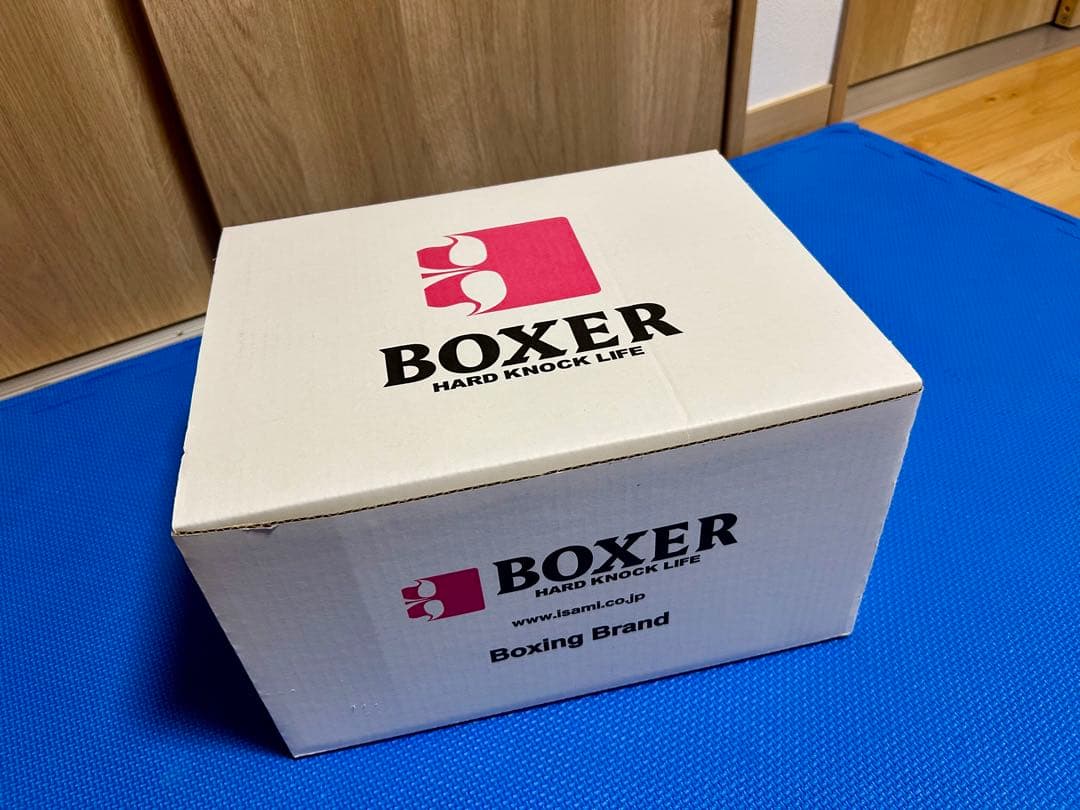 BOXER
HARD KNOCK LIFE
BOXER
HARD KNOCK LIFE
www.isami.co.jp
Boxing Brand